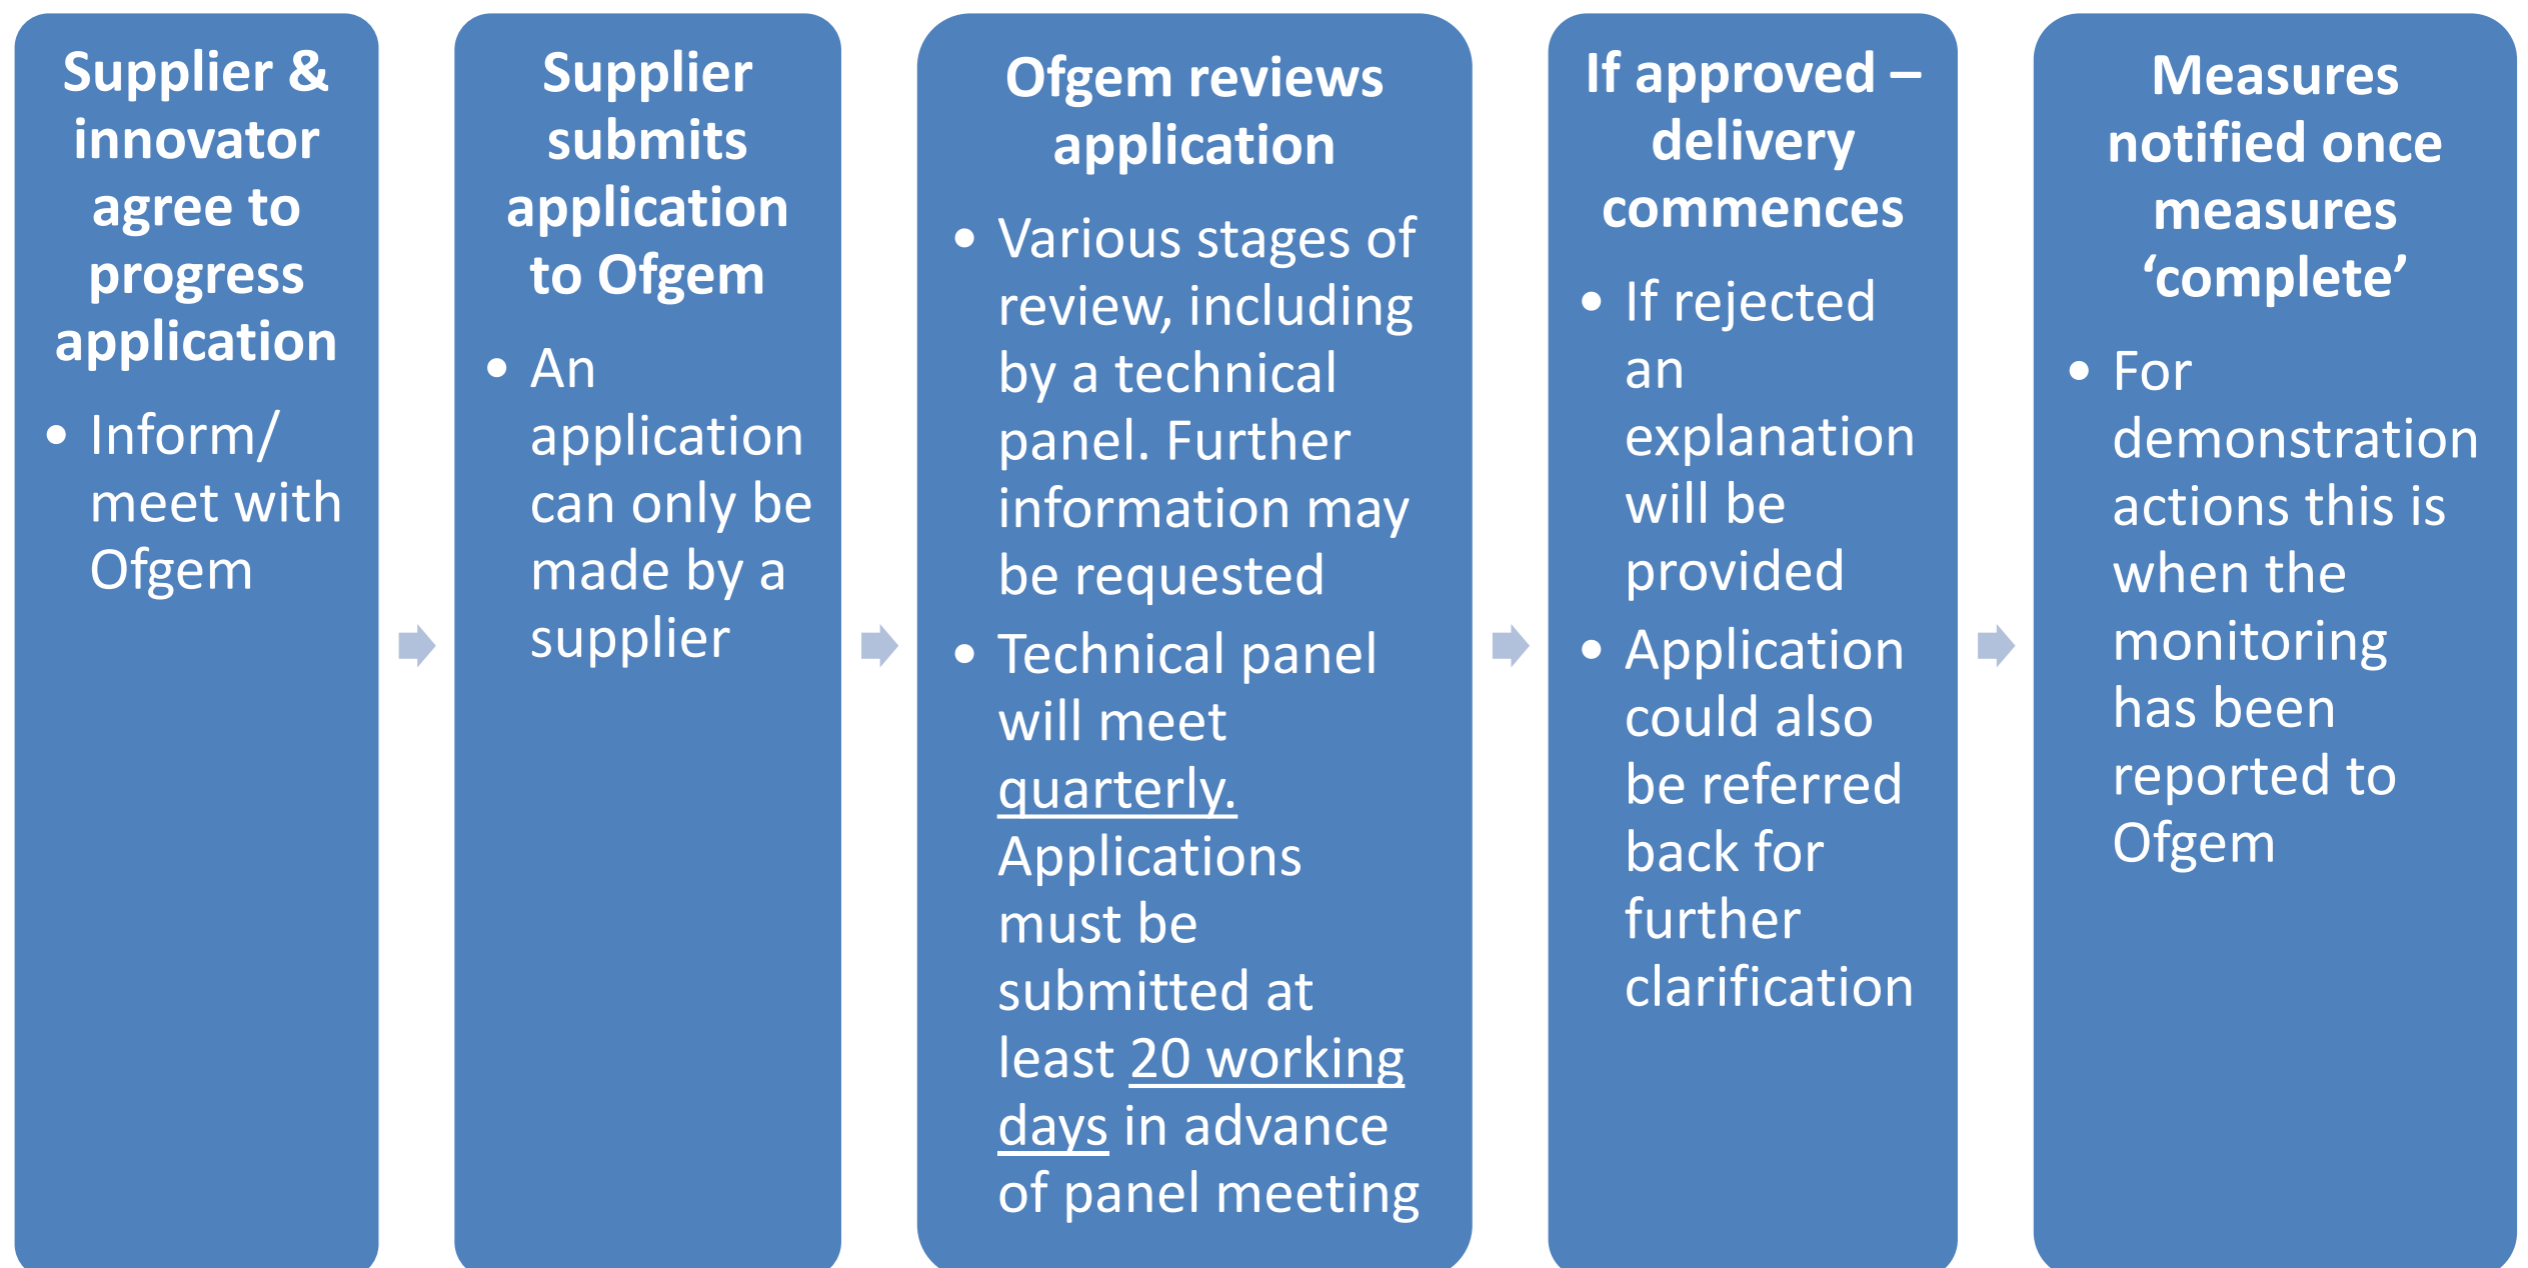 Supplier &
innovator
agree to
progress
application
• Inform/
meet with
Ofgem
Supplier
submits
application
to Ofgem
• An
application
can only be
made by a
supplier
Ofgem reviews
application
• Various stages of
review, including
by a technical
panel. Further
information may
be requested
• Technical panel
will meet
quarterly.
Applications
must be
submitted at
least 20 working
days in advance
of panel meeting
If approved –
delivery
commences
• If rejected
an
explanation
will be
provided
• Application
could also
be referred
back for
further
clarification
Measures
notified once
measures
‘complete’
• For
demonstration
actions this is
when the
monitoring
has been
reported to
Ofgem